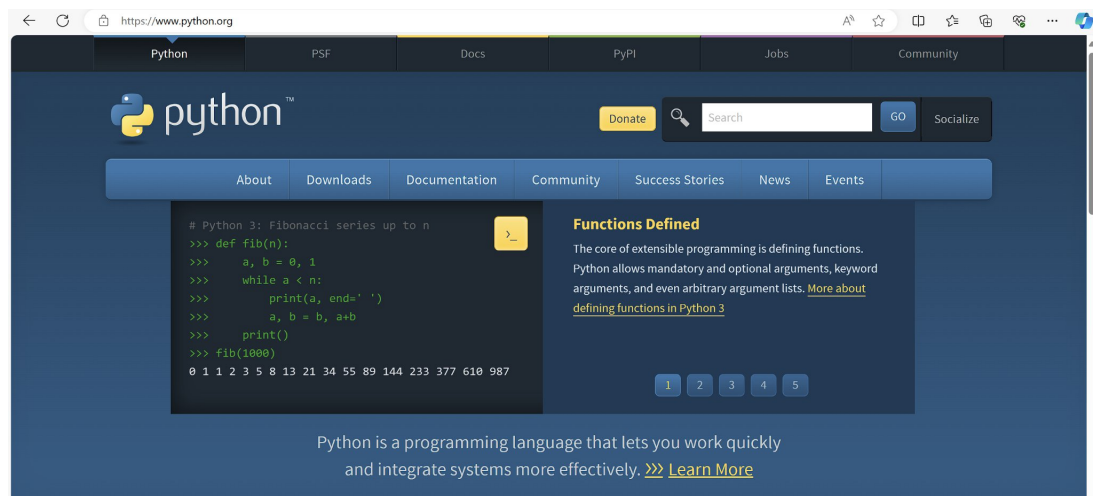 https://www.python.org
Python PSF Docs PyPI Jobs Community
python™
Donate Search GO Socialize
About Downloads Documentation Community Success Stories News Events
# Python 3: Fibonacci series up to n
>>> def fib(n):
>>>     a, b = 0, 1
>>>     while a < n:
>>>         print(a, end=' ')
>>>         a, b = b, a+b
>>>     print()
>>> fib(1000)
0 1 1 2 3 5 8 13 21 34 55 89 144 233 377 610 987
>_
Functions Defined
The core of extensible programming is defining functions.
Python allows mandatory and optional arguments, keyword
arguments, and even arbitrary argument lists. More about
defining functions in Python 3
1 2 3 4 5
Python is a programming language that lets you work quickly
and integrate systems more effectively. >>> Learn More